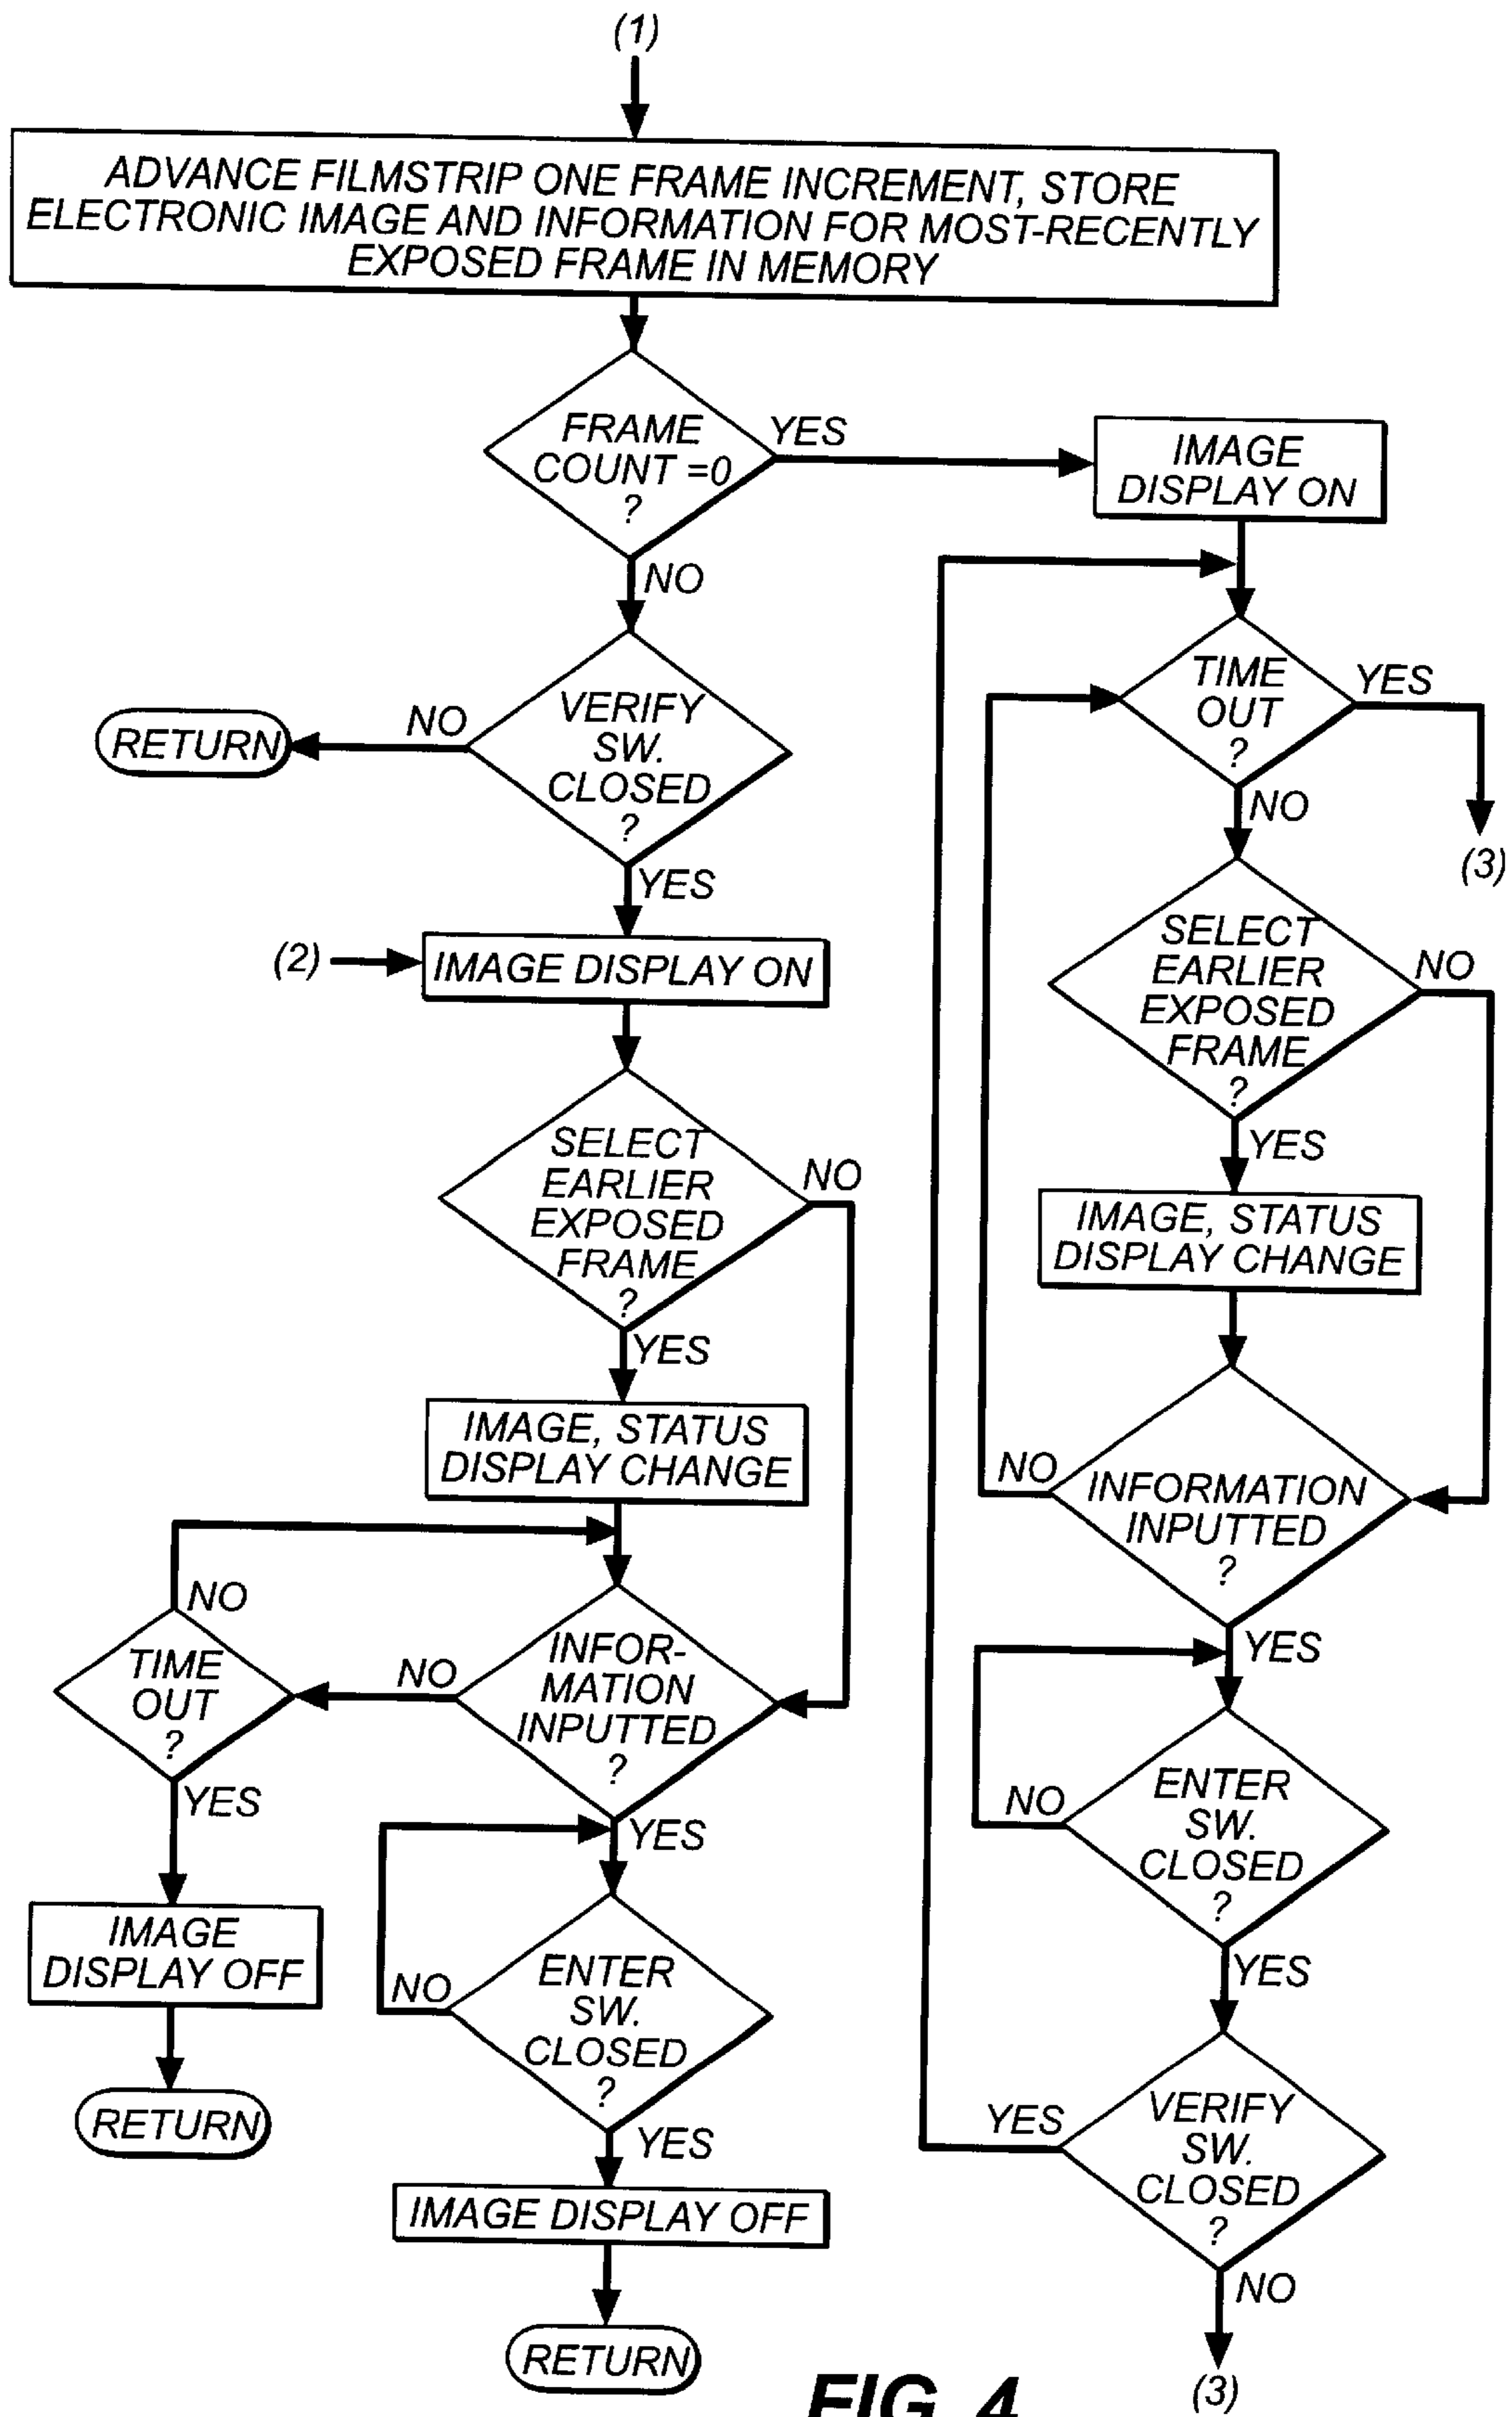 (1)
ADVANCE FILMSTRIP ONE FRAME INCREMENT, STORE
ELECTRONIC IMAGE AND INFORMATION FOR MOST-RECENTLY
EXPOSED FRAME IN MEMORY
FRAME
COUNT =0
?
YES
NO
VERIFY
SW.
CLOSED
?
NO
RETURN
YES
(2)
IMAGE DISPLAY ON
SELECT
EARLIER
EXPOSED
FRAME
?
NO
YES
IMAGE, STATUS
DISPLAY CHANGE
INFOR-
MATION
INPUTTED
?
NO
TIME
OUT
?
NO
YES
IMAGE
DISPLAY OFF
RETURN
YES
ENTER
SW.
CLOSED
?
NO
YES
IMAGE DISPLAY OFF
RETURN
IMAGE
DISPLAY ON
TIME
OUT
?
YES
(3)
NO
SELECT
EARLIER
EXPOSED
FRAME
?
NO
YES
IMAGE, STATUS
DISPLAY CHANGE
INFORMATION
INPUTTED
?
NO
YES
ENTER
SW.
CLOSED
?
NO
YES
VERIFY
SW.
CLOSED
?
YES
NO
(3)
FIG. 4